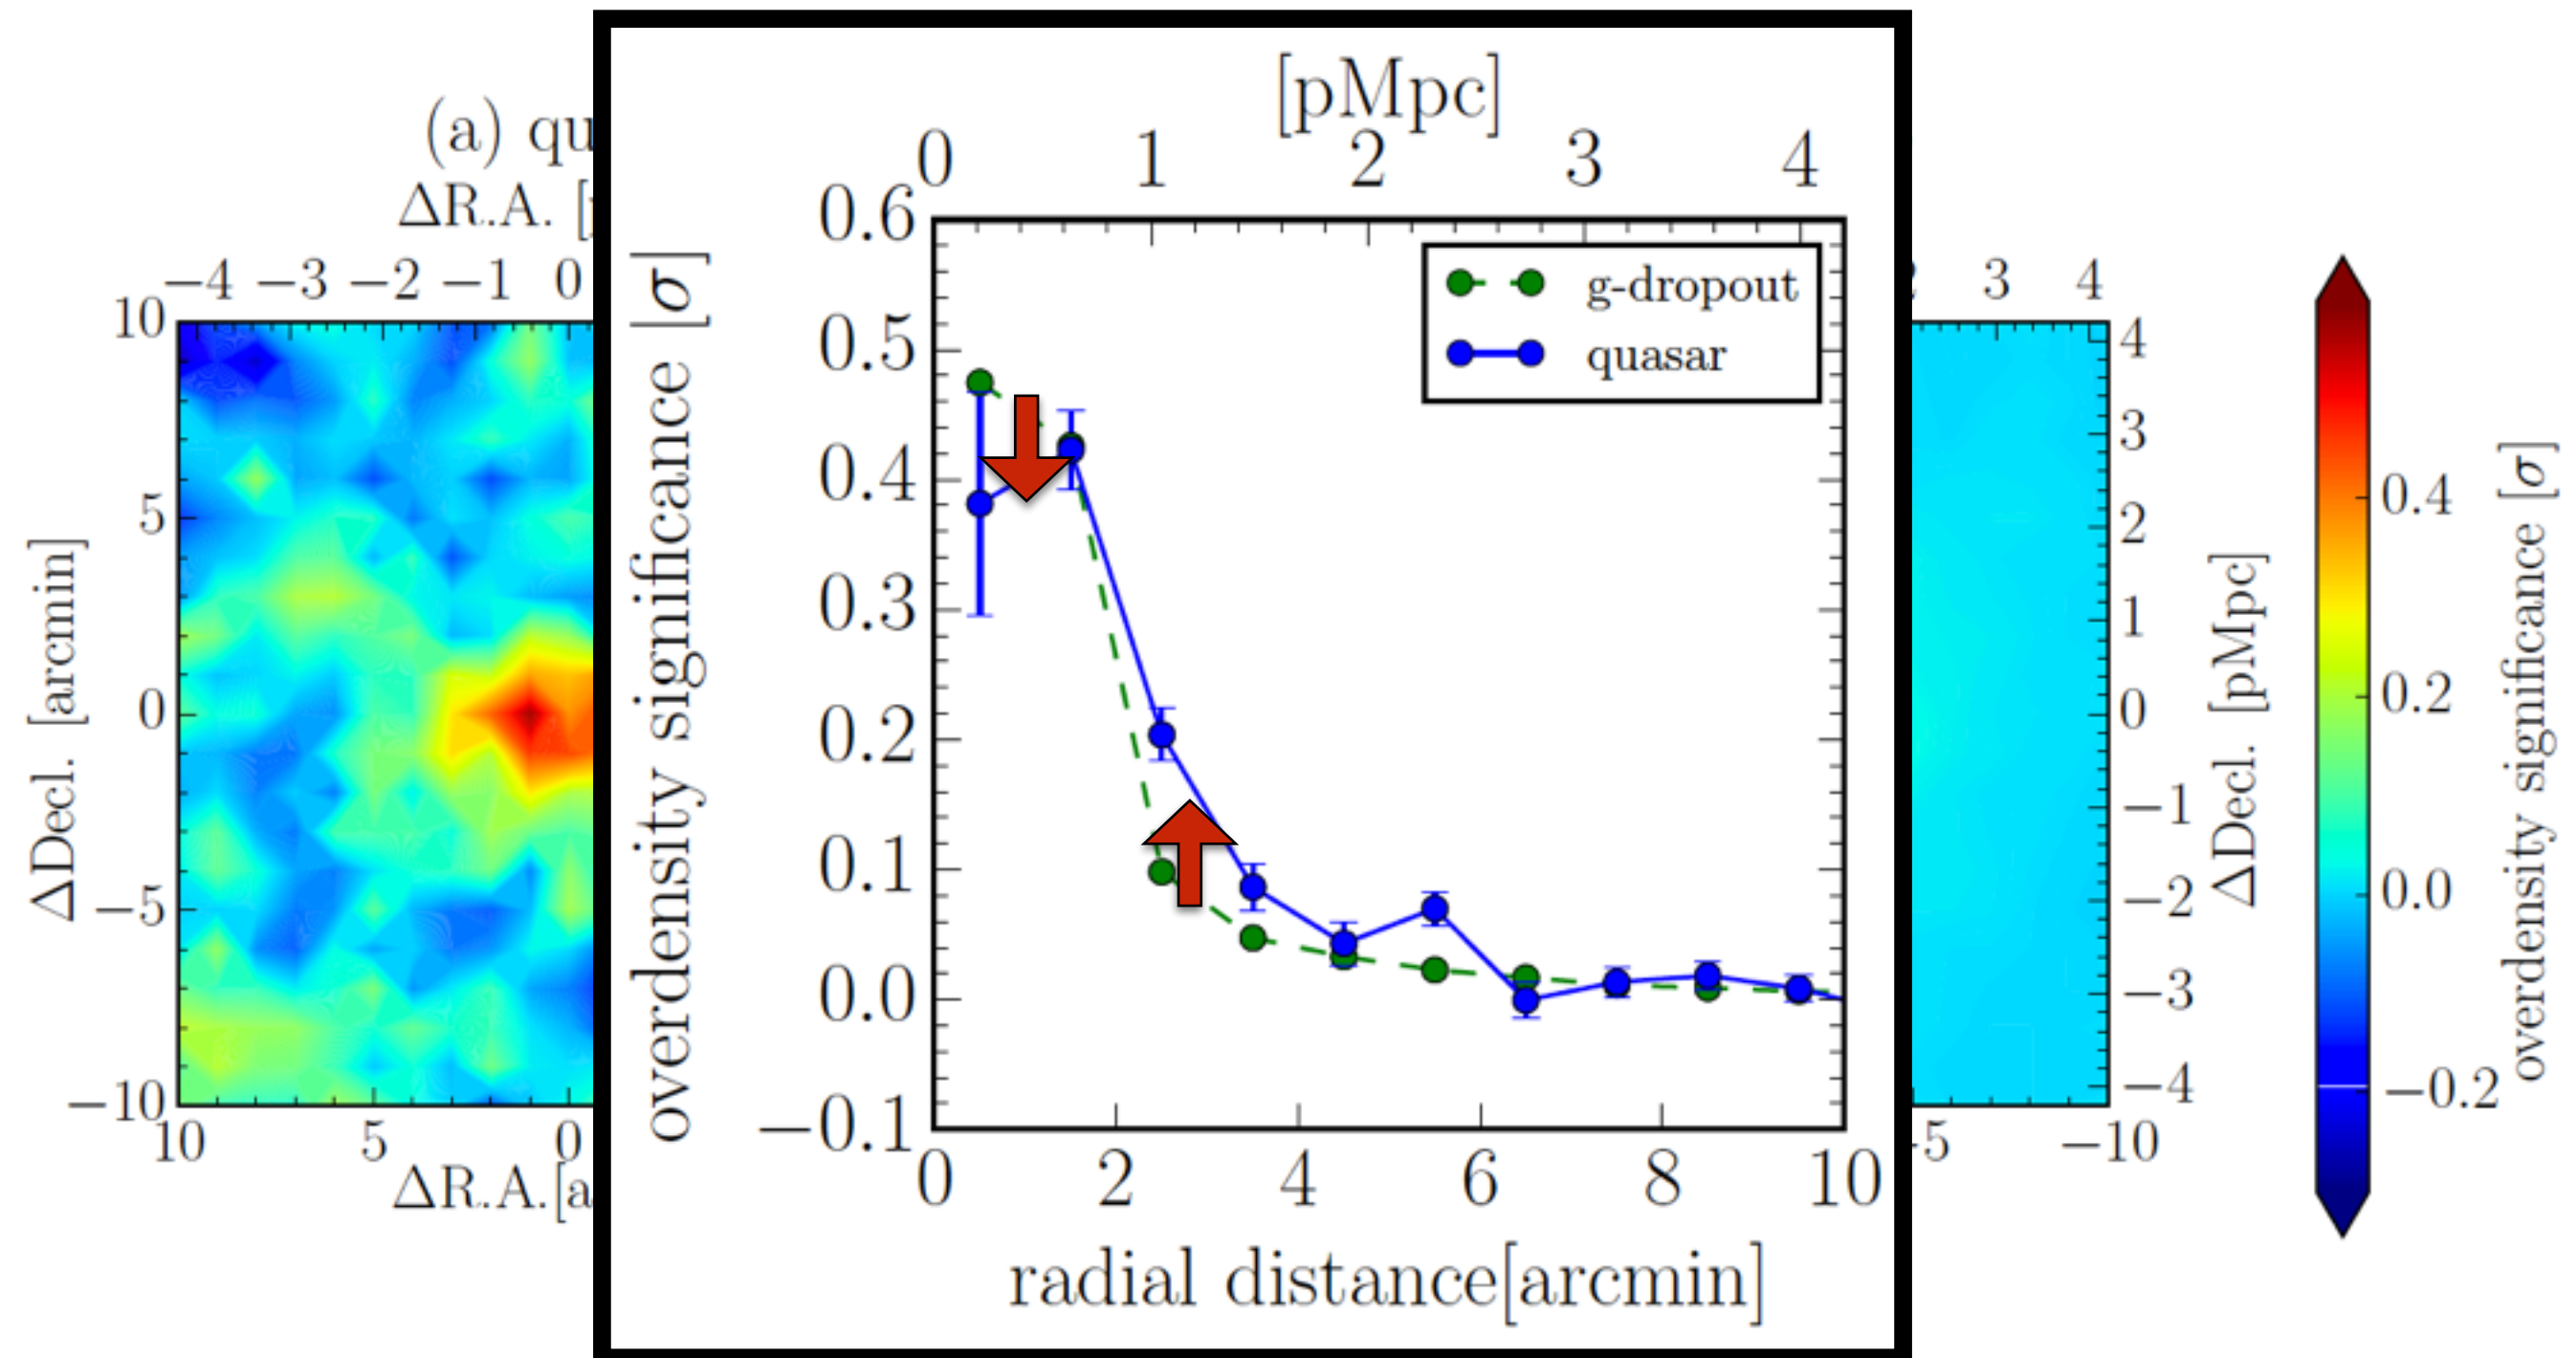 (a) qu
ΔR.A. [
−4 −3 −2 −1 0
10
5
0
−5
−10
ΔDecl. [arcmin]
10 5 0
ΔR.A.[a
[pMpc]
0 1 2 3 4
0.6
0.5
0.4
0.3
0.2
0.1
0.0
−0.1
overdensity significance [σ]
g-dropout
quasar
0 2 4 6 8 10
radial distance[arcmin]
3 4
4
3
2
1
0
−1
−2
−3
−4
ΔDecl. [pMpc]
-5 −10
0.4
0.2
0.0
−0.2
overdensity significance [σ]